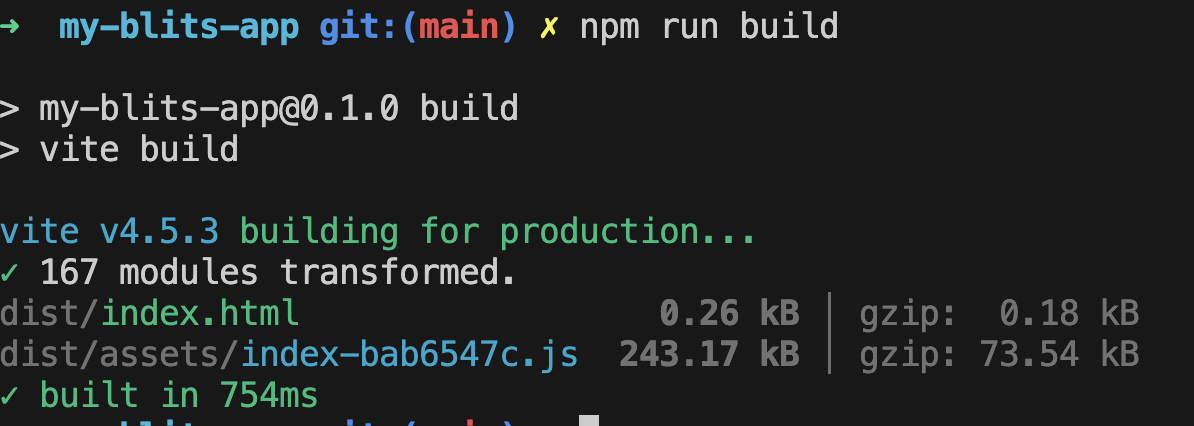 ➜  my-blits-app git:(main) ✗ npm run build
> my-blits-app@0.1.0 build
> vite build
vite v4.5.3 building for production...
✓ 167 modules transformed.
dist/index.html                  0.26 kB │ gzip:  0.18 kB
dist/assets/index-bab6547c.js  243.17 kB │ gzip: 73.54 kB
✓ built in 754ms